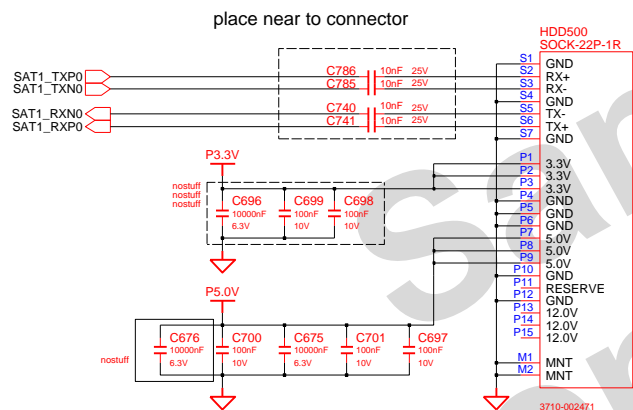 place near to connector
HDD500
SOCK-22P-1R
SAT1_TXP0
SAT1_TXN0
SAT1_RXN0
SAT1_RXP0
C786 10nF 25V
C785 10nF 25V
C740 10nF 25V
C741 10nF 25V
S1 GND
S2 RX+
S3 RX-
S4 GND
S5 TX-
S6 TX+
S7 GND
P1 3.3V
P2 3.3V
P3 3.3V
P4 GND
P5 GND
P6 GND
P7 5.0V
P8 5.0V
P9 5.0V
P10 GND
P11 RESERVE
P12 GND
P13 12.0V
P14 12.0V
P15 12.0V
M1 MNT
M2 MNT
3710-002471
P3.3V
nostuff
nostuff
nostuff
C696 C699 C698
10000nF 100nF 100nF
6.3V 10V 10V
P5.0V
nostuff
C676 C700 C675 C701 C697
10000nF 100nF 10000nF 100nF 100nF
6.3V 10V 6.3V 10V 10V